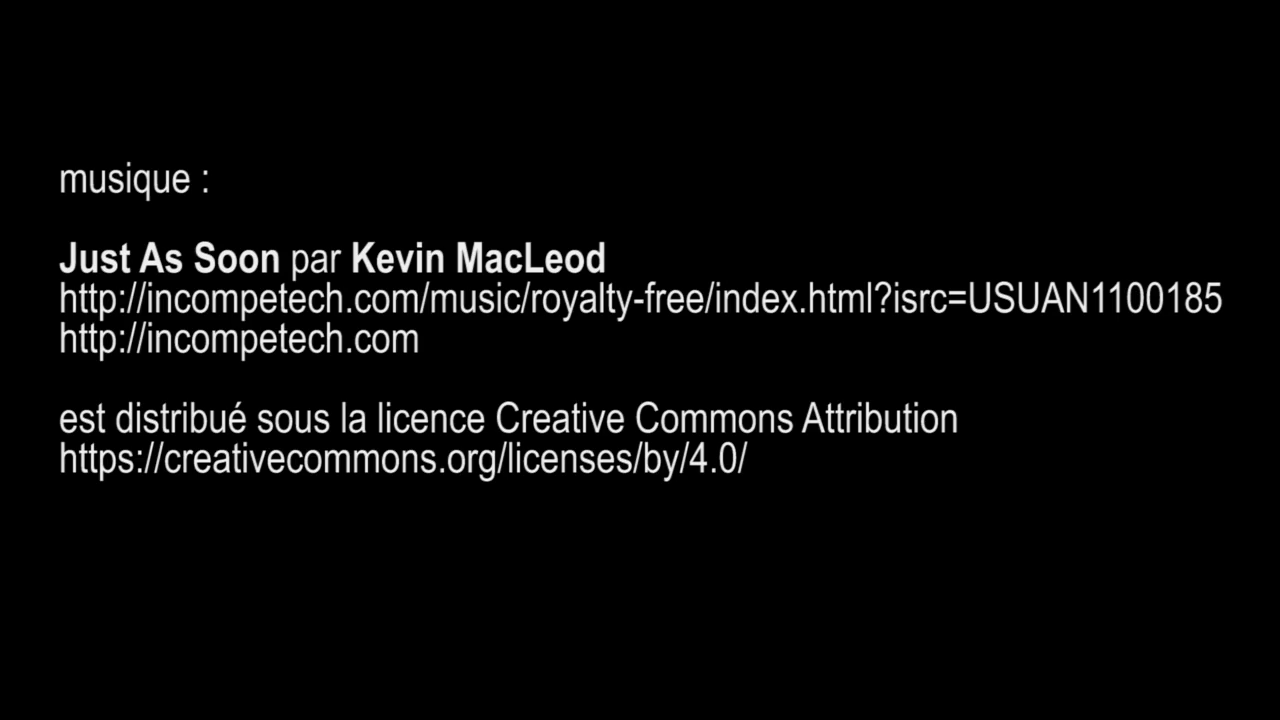 musique :
Just As Soon par Kevin MacLeod
http://incompetech.com/music/royalty-free/index.html?isrc=USUAN1100185
http://incompetech.com
est distribué sous la licence Creative Commons Attribution
https://creativecommons.org/licenses/by/4.0/